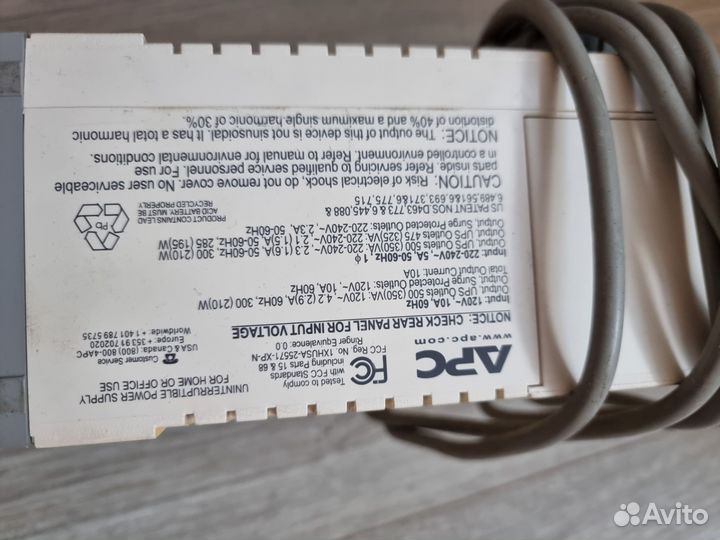 APC
www.apc.com
FC
Tested to comply
with FCC Standards
FCC Part 15 & 68
FCC Reg. No: 1XHUSA-25571-XP-N
Ringer Equivalence :0.0
UNINTERRUPTIBLE POWER SUPPLY
FOR HOME OR OFFICE USE
Customer Service
USA & Canada: (800) 800-4APC
Europe: + 353 91 702020
Worldwide: + 1 401 789 5735
NOTICE: CHECK REAR PANEL FOR INPUT VOLTAGE
Input: 120V~ 10A, 60Hz
Output, UPS Outlets 500 (350)VA: 120V~ 4.2 (2.9)A, 60Hz, 300 (210)W
Output, Surge Protected Outlets: 120V~, 10A, 60Hz
Total Output Current: 10A
Input: 220-240V~, 5A, 50-60Hz 1ϕ
Output: UPS Outlets 500 (350)VA: 220-240V~ 2.3 (1.6)A, 50-60Hz, 300 (210)W
Output: UPS Outlets 475 (325)VA: 220-240V~ 2.1 (1.5)A, 50-60Hz, 285 (195)W
Output: Surge Protected Outlets: 220-240V~, 2.3A, 50-60Hz
US PATENT NOS. D463,773 & 6,445,088 &
6,489,561& 693,371& 6,774,715
Pb
PRODUCT CONTAINS LEAD
ACID BATTERY, MUST BE
RECYCLED PROPERLY
CAUTION: Risk of electrical shock, do not remove cover. No user serviceable
parts inside. Refer servicing to qualified service personnel. For use
in a controlled environment. Refer to manual for environmental conditions.
NOTICE: The output of this device is not sinusoidal. It has a total harmonic
distortion of 40% and a maximum single harmonic of 30%.
Avito